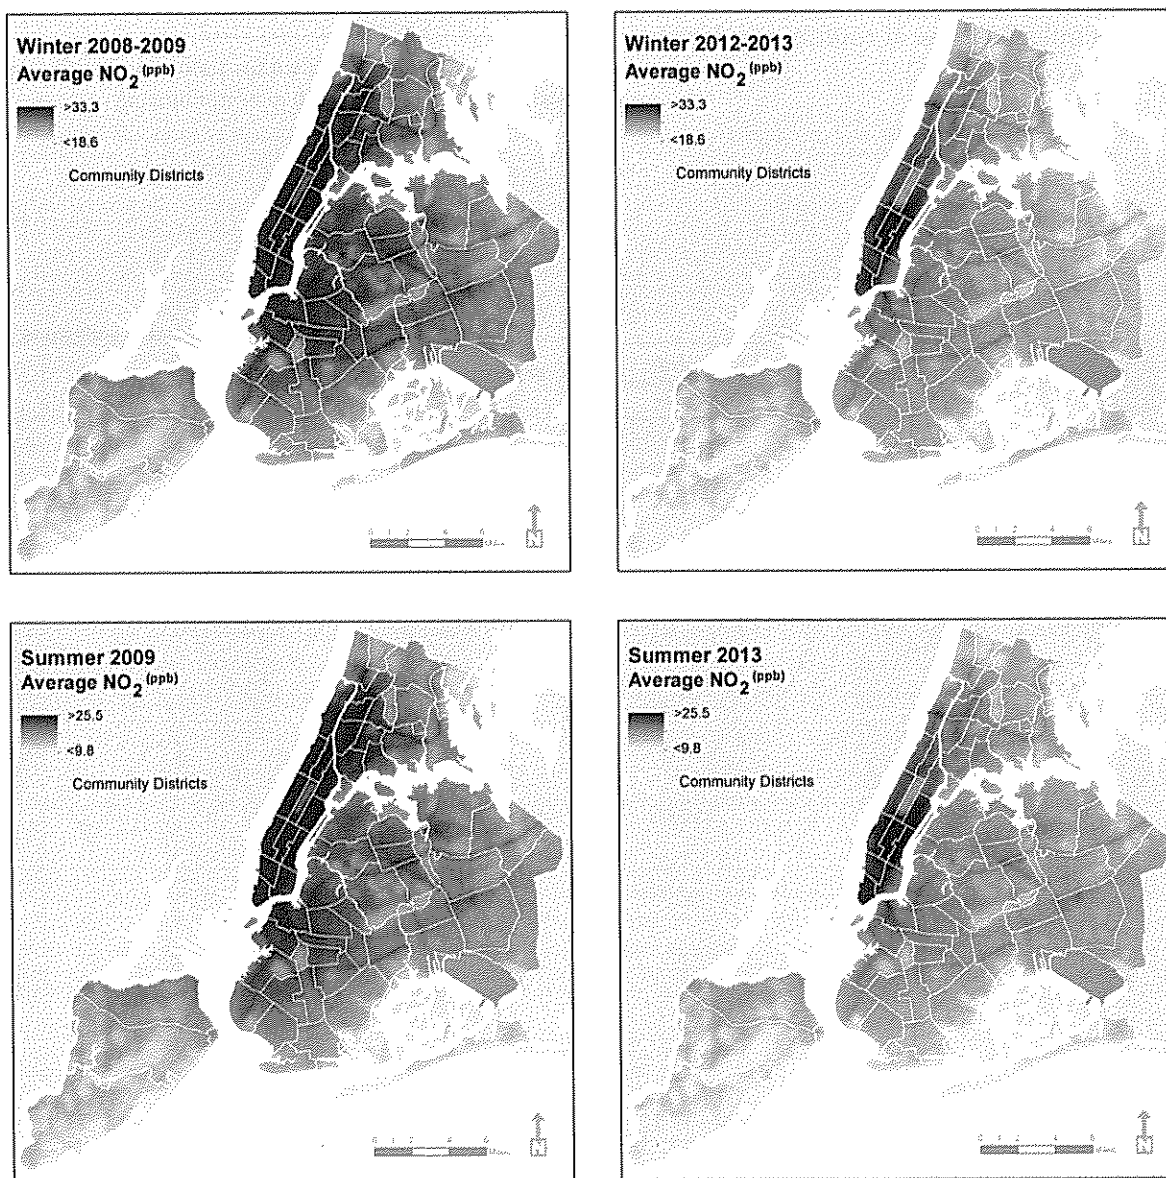 Winter 2008-2009
Average NO2 (ppb)
>33.3
<18.6
Community Districts
N
Winter 2012-2013
Average NO2 (ppb)
>33.3
<18.6
Community Districts
N
Summer 2009
Average NO2 (ppb)
>25.5
<9.8
Community Districts
N
Summer 2013
Average NO2 (ppb)
>25.5
<9.8
Community Districts
N